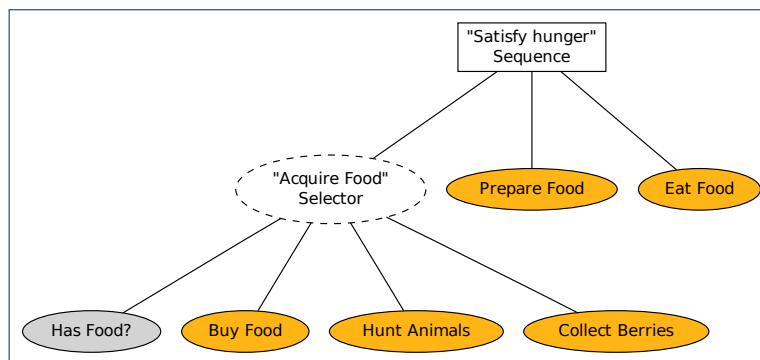 "Satisfy hunger"
Sequence
"Acquire Food"
Selector
Prepare Food
Eat Food
Has Food?
Buy Food
Hunt Animals
Collect Berries